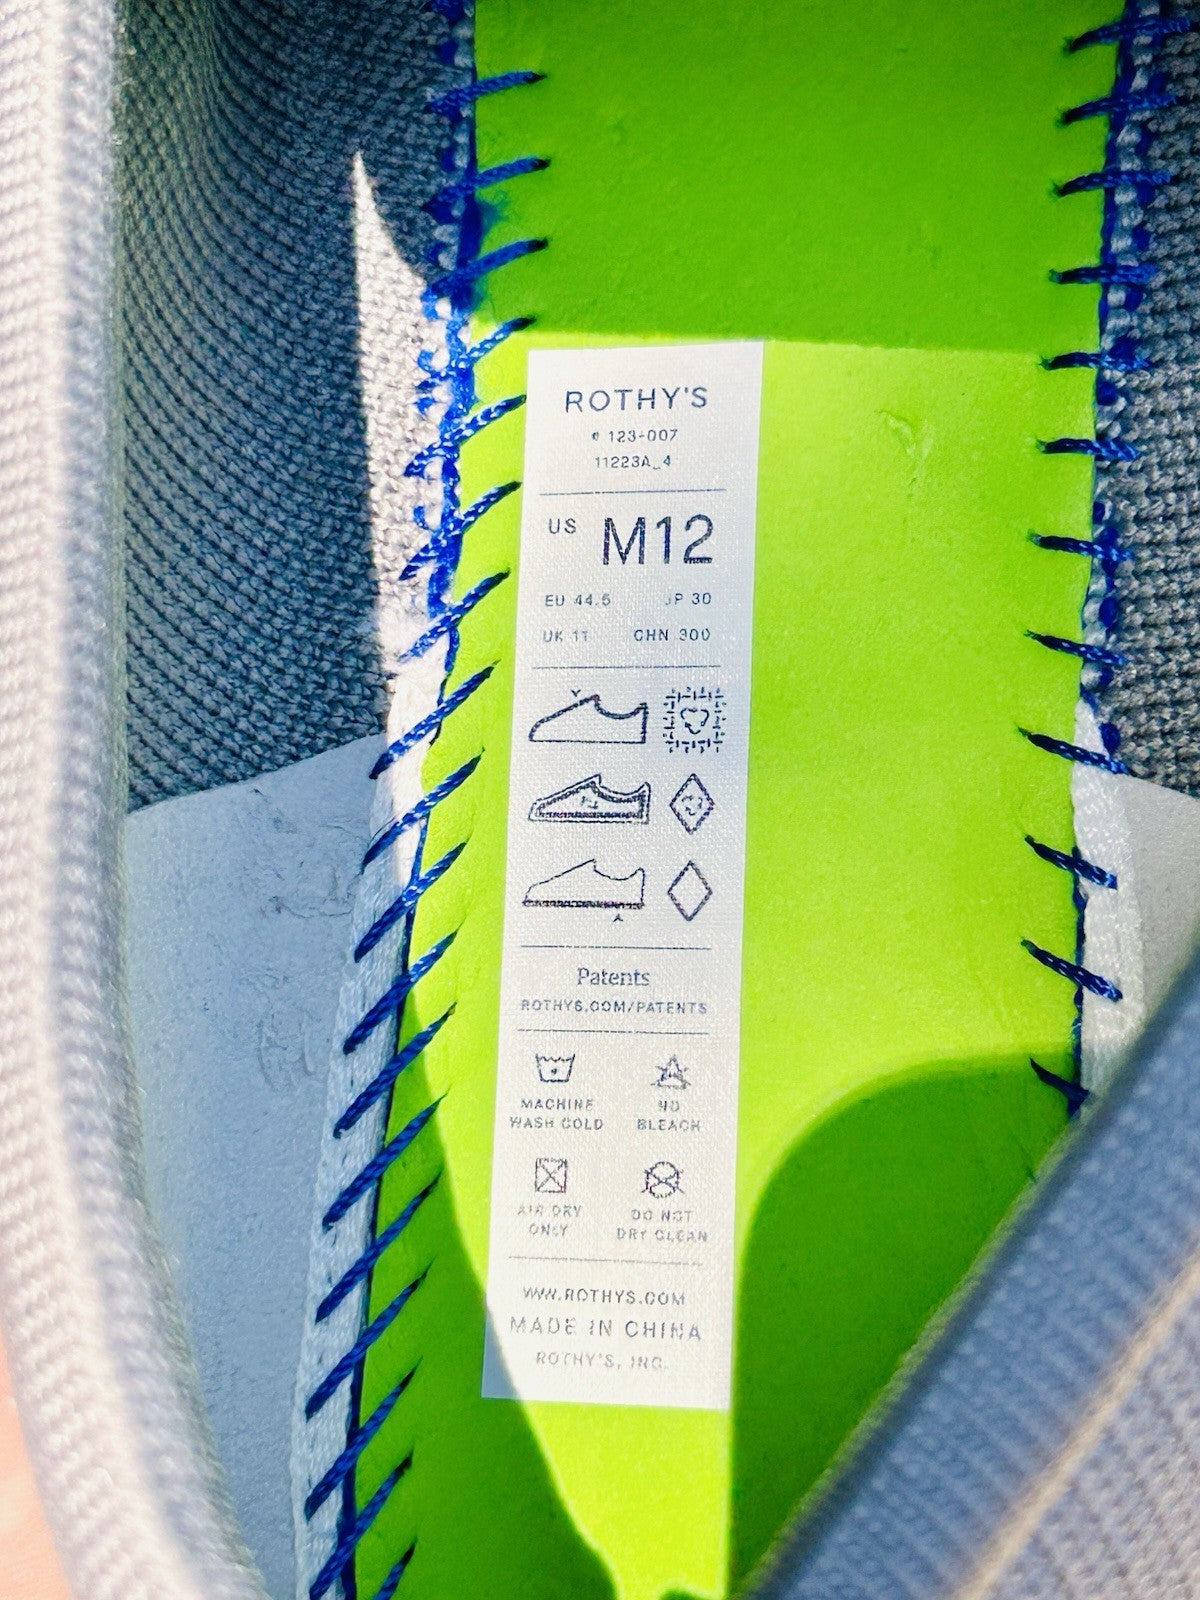 ROTHY'S
123-007
11223A_4
US M12
EU 44.5 JP 30
UK 11 CHN 300
Patents
ROTHYS.COM/PATENTS
MACHINE WASH COLD
NO BLEACH
AIR DRY ONLY
DO NOT DRY CLEAN
WWW.ROTHYS.COM
MADE IN CHINA
ROTHY'S, INC.